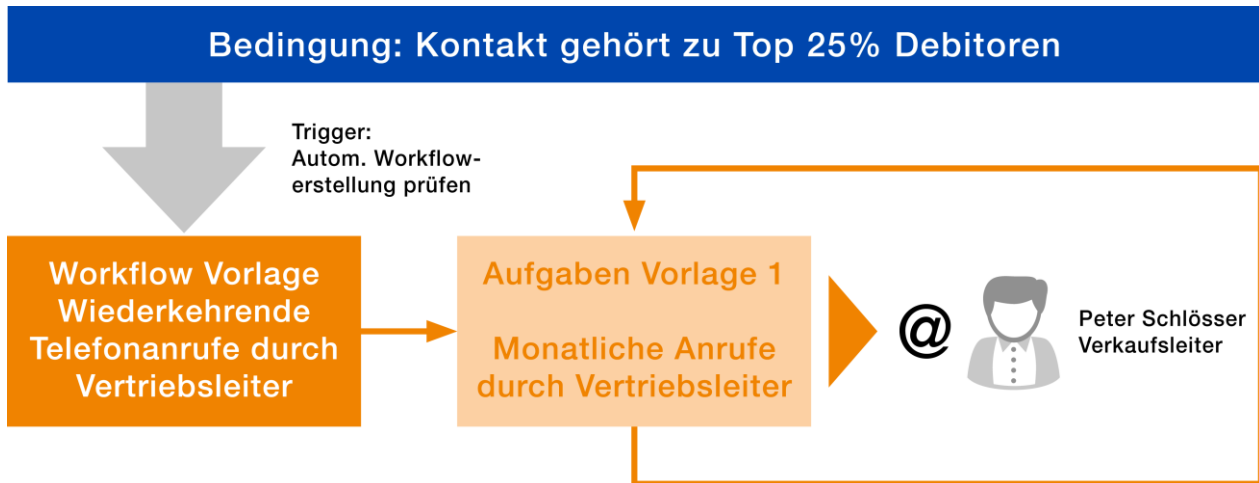 Bedingung: Kontakt gehört zu Top 25% Debitoren
Trigger:
Autom. Workflow-
erstellung prüfen
Workflow Vorlage
Wiederkehrende
Telefonanrufe durch
Vertriebsleiter
Aufgaben Vorlage 1
Monatliche Anrufe
durch Vertriebsleiter
@
Peter Schlösser
Verkaufsleiter